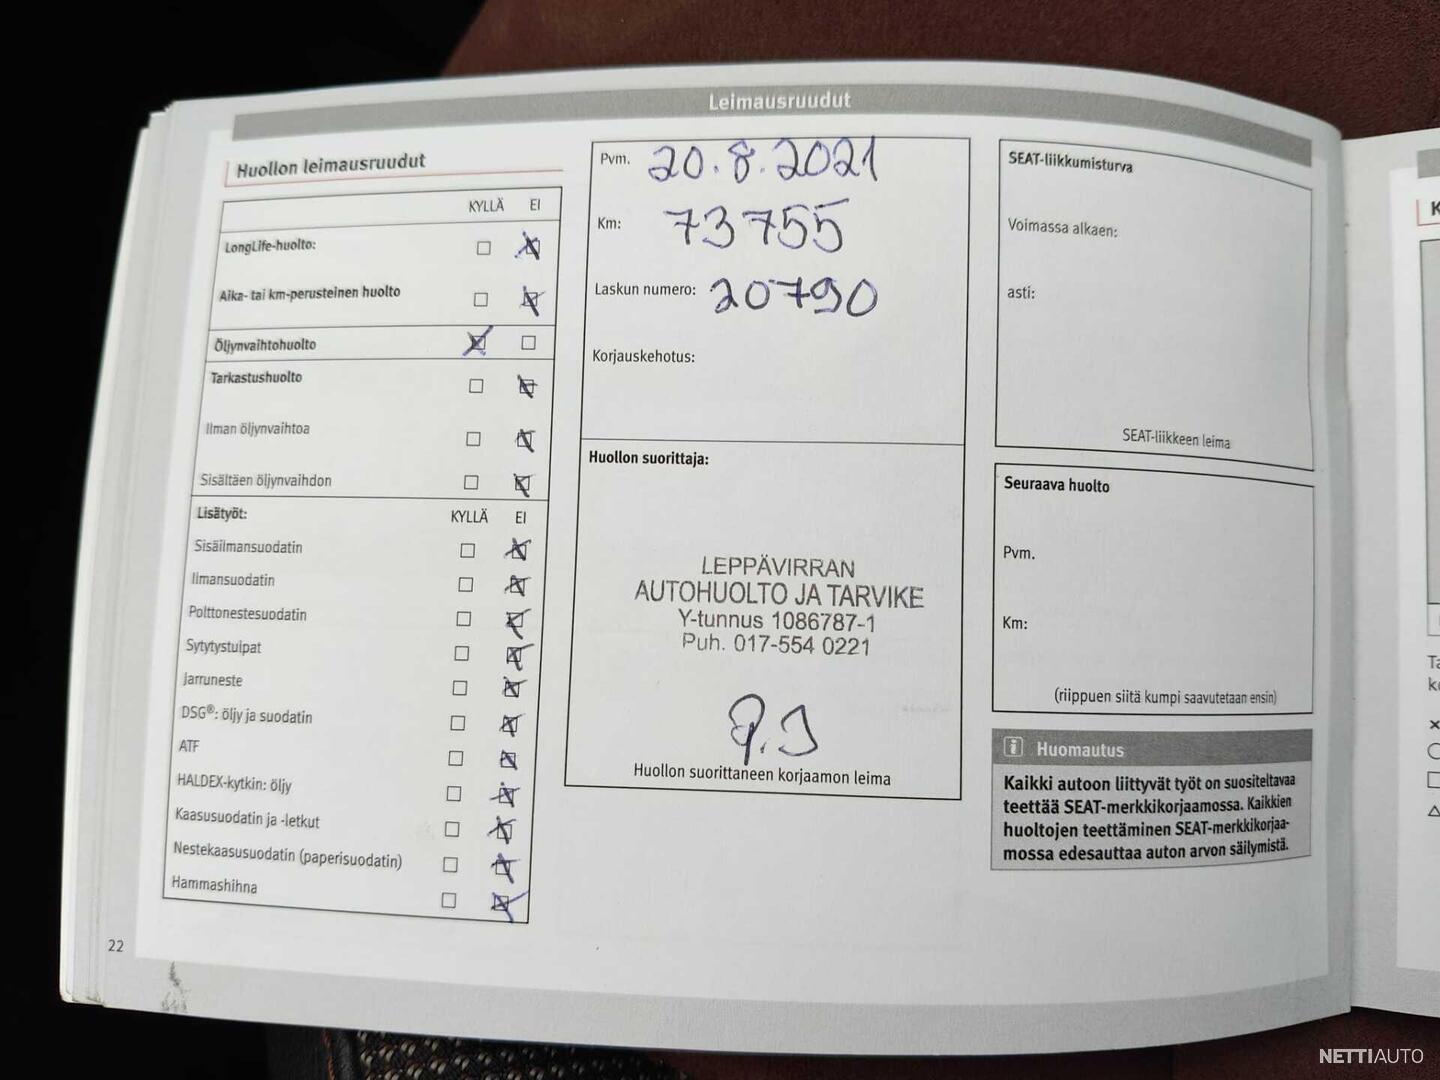 Leimausruudut
Huollon leimausruudut
KYLLÄ EI
LongLife-huolto:
Aika- tai km-perusteinen huolto
Öljynvaihtohuolto
Tarkastushuolto
Ilman öljynvaihtoa
Sisältäen öljynvaihdon
Lisätyöt: KYLLÄ EI
Sisäilmansuodatin
Ilmansuodatin
Polttonestesuodatin
Sytytystulpat
Jarruneste
DSG®: öljy ja suodatin
ATF
HALDEX-kytkin: öljy
Kaasusuodatin ja -letkut
Nestekaasusuodatin (paperisuodatin)
Hammashihna
22
Pvm. 20.8.2021
Km: 73755
Laskun numero: 20790
Korjauskehotus:
Huollon suorittaja:
LEPPÄVIRRAN
AUTOHUOLTO JA TARVIKE
Y-tunnus 1086787-1
Puh. 017-554 0221
Huollon suorittaneen korjaamon leima
SEAT-liikkumisturva
Voimassa alkaen:
asti:
SEAT-liikkeen leima
Seuraava huolto
Pvm.
Km:
(riippuen siitä kumpi saavutetaan ensin)
i Huomautus
Kaikki autoon liittyvät työt on suositeltavaa
teettää SEAT-merkkikorjaamossa. Kaikkien
huoltojen teettäminen SEAT-merkkikorjaa-
mossa edesauttaa auton arvon säilymistä.
NETTIAUTO